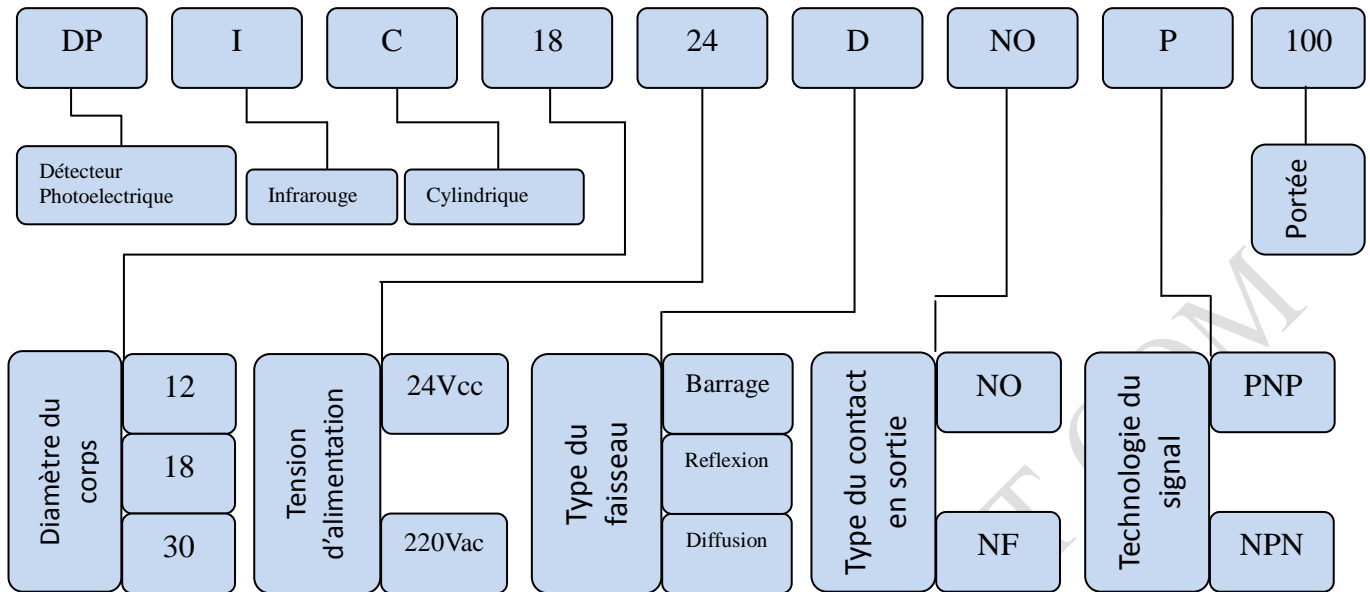 DP I C 18 24 D NO P 100
Détecteur
Photoelectrique
Infrarouge
Cylindrique
Portée
Diamètre du
corps
12
18
30
Tension
d'alimentation
24Vcc
220Vac
Type du
faisseau
Barrage
Reflexion
Diffusion
Type du contact
en sortie
NO
NF
Technologie du
signal
PNP
NPN